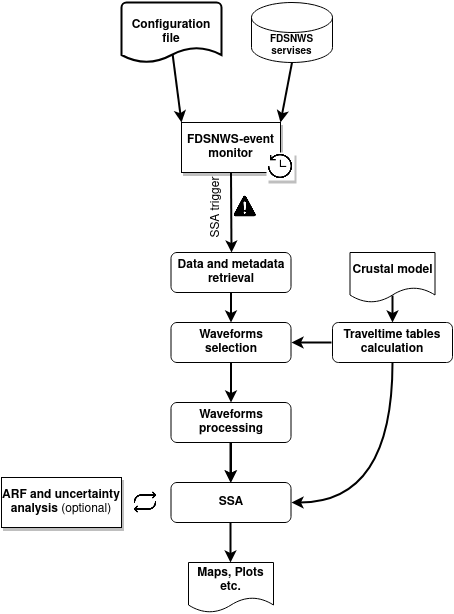 Configuration
file
FDSNWS
servises
FDSNWS-event
monitor
SSA trigger
Data and metadata
retrieval
Crustal model
Waveforms
selection
Traveltime tables
calculation
Waveforms
processing
ARF and uncertainty
analysis (optional)
SSA
Maps, Plots
etc.